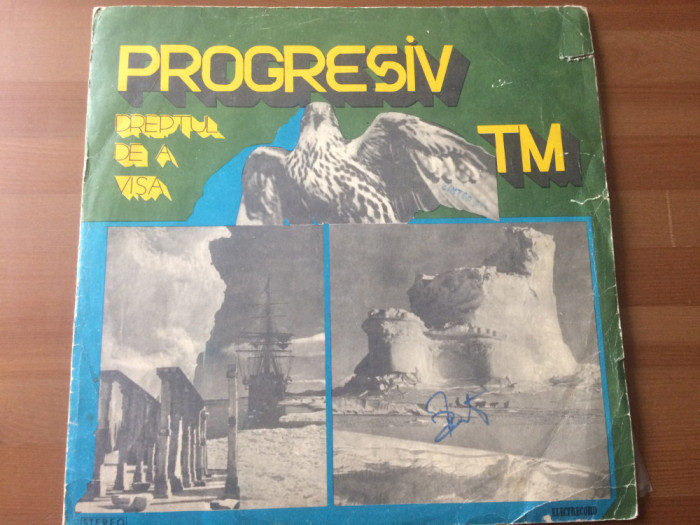 PROGRESIV
TM
DREPTUL
DE A
VISA
STEREO
ELECTRECORD